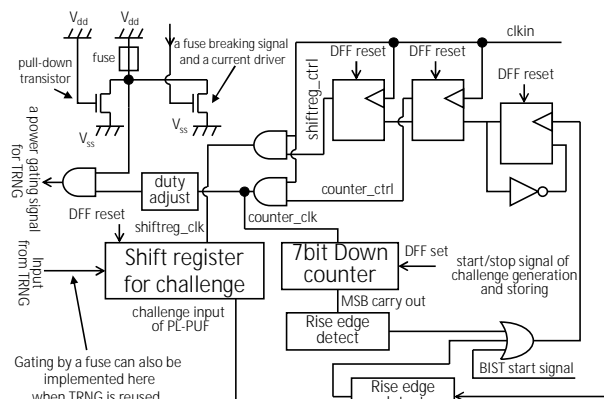 Vdd
Vdd
fuse
pull-down
transistor
a fuse breaking signal
and a current driver
Vss
Vss
clkin
DFF reset
DFF reset
DFF reset
shiftreg_ctrl
a power gating signal
for TRNG
duty
adjust
counter_ctrl
counter_clk
DFF reset
shiftreg_clk
Input
from TRNG
Shift register
for challenge
7bit Down
counter
DFF set
start/stop signal of
challenge generation
and storing
challenge input
of PL-PUF
MSB carry out
Rise edge
detect
BIST start signal
Gating by a fuse can also be
implemented here
when TRNG is reused
Rise edge